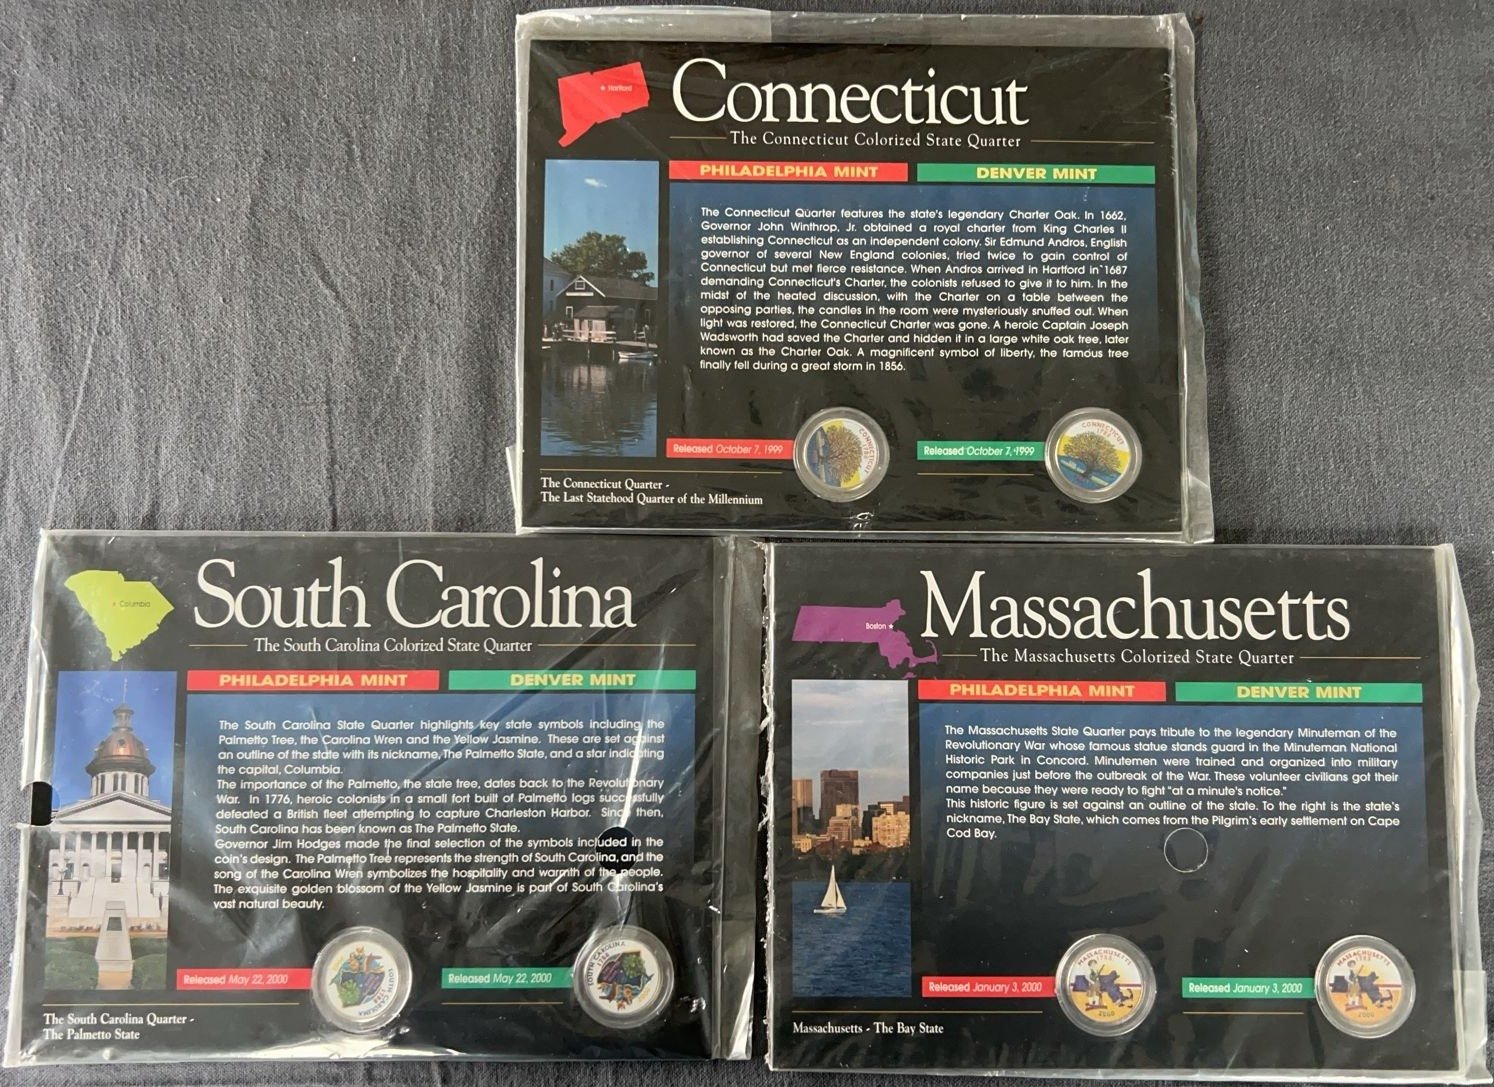 Hartford
Connecticut
The Connecticut Colorized State Quarter
PHILADELPHIA MINT
DENVER MINT
The Connecticut Quarter features the state's legendary Charter Oak. In 1662,
Governor John Winthrop, Jr. obtained a royal charter from King Charles II
establishing Connecticut as an independent colony. Sir Edmund Andros, English
governor of several New England colonies, tried twice to gain control of
Connecticut but met fierce resistance. When Andros arrived in Hartford in 1687
demanding Connecticut's Charter, the colonists refused to give it to him. In the
midst of the heated discussion, with the Charter on a table between the
opposing parties, the candles in the room were mysteriously snuffed out. When
light was restored, the Connecticut Charter was gone. A heroic Captain Joseph
Wadsworth had saved the Charter and hidden it in a large white oak tree, later
known as the Charter Oak. A magnificent symbol of liberty, the famous tree
finally fell during a great storm in 1856.
Released October 7, 1999
CONNECTICUT
1788
Released October 7, 1999
CONNECTICUT
1788
The Connecticut Quarter -
The Last Statehood Quarter of the Millennium
Columbia
South Carolina
The South Carolina Colorized State Quarter
PHILADELPHIA MINT
DENVER MINT
The South Carolina State Quarter highlights key state symbols including the
Palmetto Tree, the Carolina Wren and the Yellow Jasmine. These are set against
an outline of the state with its nickname, The Palmetto State, and a star indicating
the capital, Columbia.
The importance of the Palmetto, the state tree, dates back to the Revolutionary
War. In 1776, heroic colonists in a small fort built of Palmetto logs successfully
defeated a British fleet attempting to capture Charleston Harbor. Since then,
South Carolina has been known as The Palmetto State.
Governor Jim Hodges made the final selection of the symbols included in the
coin's design. The Palmetto Tree represents the strength of South Carolina, and the
song of the Carolina Wren symbolizes the hospitality and warmth of the people.
The exquisite golden blossom of the Yellow Jasmine is part of South Carolina's
vast natural beauty.
Released May 22, 2000
SOUTH CAROLINA
1788
Released May 22, 2000
SOUTH CAROLINA
1788
The South Carolina Quarter -
The Palmetto State
Boston
Massachusetts
The Massachusetts Colorized State Quarter
PHILADELPHIA MINT
DENVER MINT
The Massachusetts State Quarter pays tribute to the legendary Minuteman of the
Revolutionary War whose famous statue stands guard in the Minuteman National
Historic Park in Concord. Minutemen were trained and organized into military
companies just before the outbreak of the War. These volunteer civilians got their
name because they were ready to fight "at a minute's notice."
This historic figure is set against an outline of the state. To the right is the state's
nickname, The Bay State, which comes from the Pilgrim's early settlement on Cape
Cod Bay.
Released January 3, 2000
MASSACHUSETTS
1788
2000
Released January 3, 2000
MASSACHUSETTS
1788
2000
Massachusetts - The Bay State